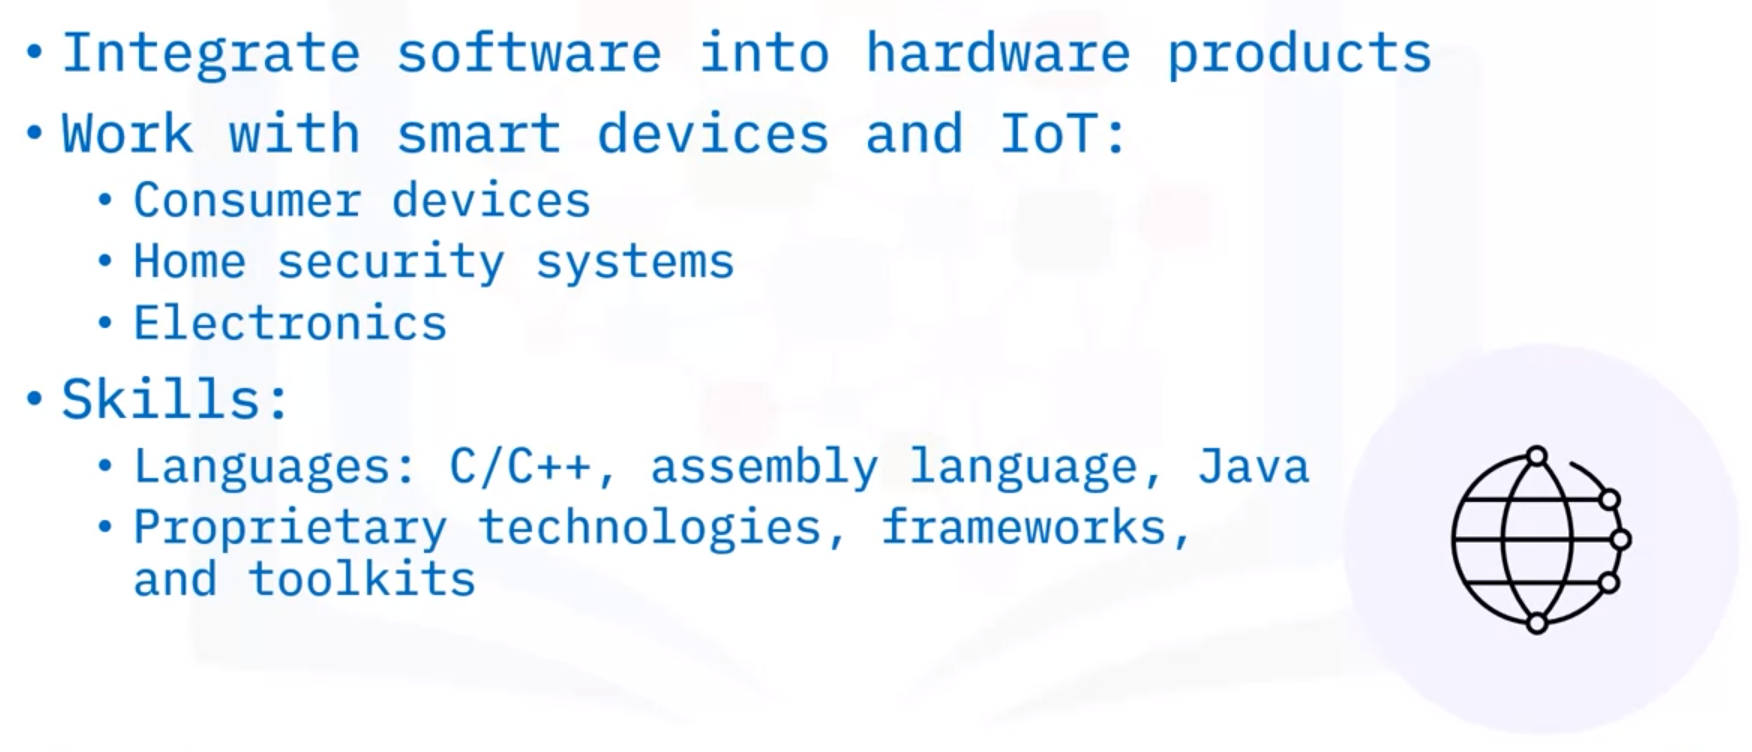 • Integrate software into hardware products
• Work with smart devices and IoT:
• Consumer devices
• Home security systems
• Electronics
• Skills:
• Languages: C/C++, assembly language, Java
• Proprietary technologies, frameworks,
and toolkits